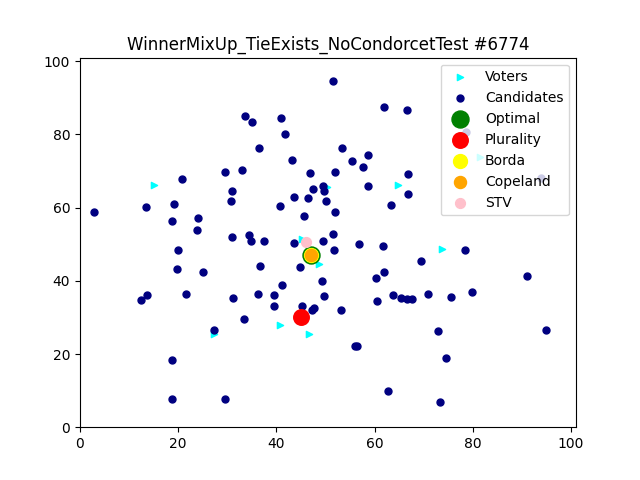 WinnerMixUp_TieExists_NoCondorcetTest #6774
100
80
60
40
20
0
0 20 40 60 80 100
Voters
Candidates
Optimal
Plurality
Borda
Copeland
STV